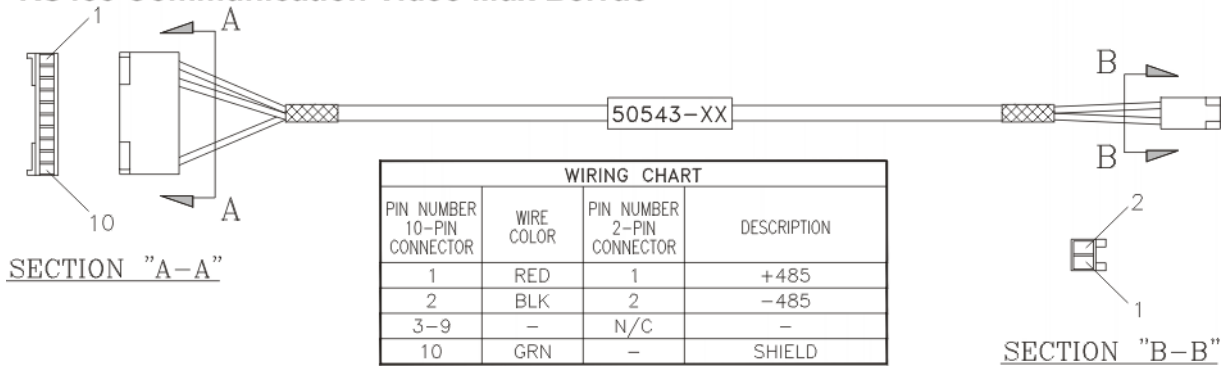 1
A
10
A
SECTION "A-A"
50543-XX
B
B
2
1
SECTION "B-B"
WIRING CHART
PIN NUMBER 10-PIN CONNECTOR WIRE COLOR PIN NUMBER 2-PIN CONNECTOR DESCRIPTION
1 RED 1 +485
2 BLK 2 -485
3-9 - N/C -
10 GRN - SHIELD